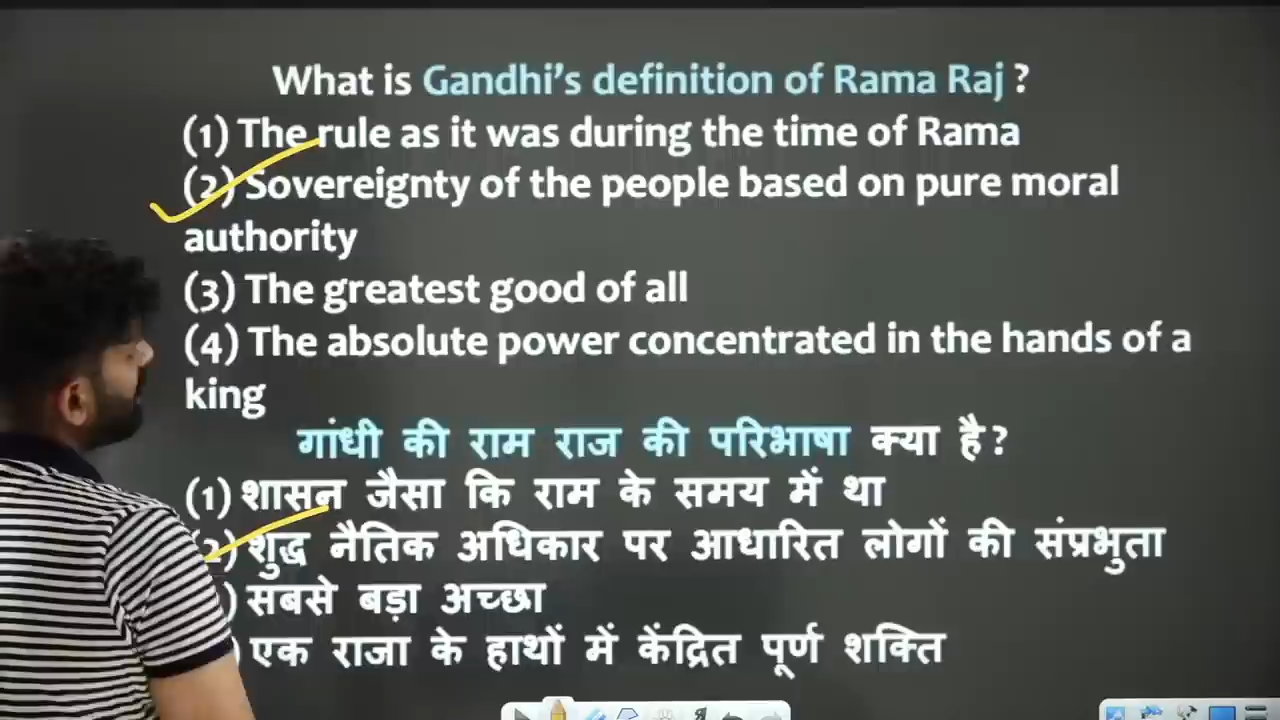 What is Gandhi's definition of Rama Raj ?
(1) The rule as it was during the time of Rama
(2) Sovereignty of the people based on pure moral
authority
(3) The greatest good of all
(4) The absolute power concentrated in the hands of a
king
गांधी की राम राज की परिभाषा क्या है?
(1) शासन जैसा कि राम के समय में था
2) शुद्ध नैतिक अधिकार पर आधारित लोगों की संप्रभुता
) सबसे बड़ा अच्छा
) एक राजा के हाथों में केंद्रित पूर्ण शक्ति